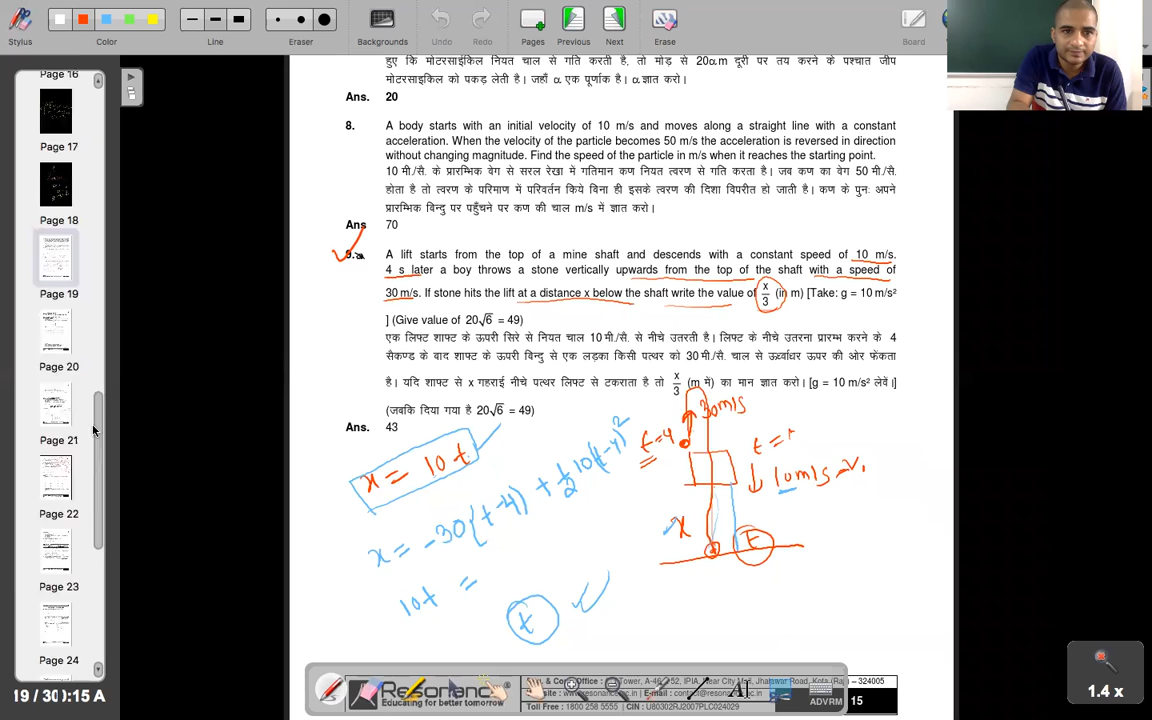 Stylus
Color
Line
Eraser
Backgrounds
Undo
Redo
Pages
Previous
Next
Erase
Board
Page 16
Page 17
Page 18
Page 19
Page 20
Page 21
Page 22
Page 23
Page 24
हुए कि मोटरसाईकिल नियत चाल से गति करती है, तो मोड़ से 20α m दूरी पर तय करने के पश्चात जीप
मोटरसाइकिल को पकड़ लेती है। जहाँ α एक पूर्णांक है। α ज्ञात करो।
Ans. 20
8. A body starts with an initial velocity of 10 m/s and moves along a straight line with a constant
acceleration. When the velocity of the particle becomes 50 m/s the acceleration is reversed in direction
without changing magnitude. Find the speed of the particle in m/s when it reaches the starting point.
10 मी./सै. के प्रारम्भिक वेग से सरल रेखा में गतिमान कण नियत त्वरण से गति करता है। जब कण का वेग 50 मी./सै.
होता है तो त्वरण के परिमाण में परिवर्तन किये विना ही इसके त्वरण की दिशा विपरीत हो जाती है। कण के पुनः अपने
प्रारम्भिक विन्दु पर पहुँचने पर कण की चाल m/s में ज्ञात करो।
Ans 70
9. A lift starts from the top of a mine shaft and descends with a constant speed of 10 m/s.
4 s later a boy throws a stone vertically upwards from the top of the shaft with a speed of
30 m/s. If stone hits the lift at a distance x below the shaft write the value of x/3 (in m) [Take: g = 10 m/s²
] (Give value of 20√6 = 49)
एक लिफ्ट शाफ्ट के ऊपरी सिरे से नियत चाल 10 मी./सै. से नीचे उतरती है। लिफ्ट के नीचे उतरना प्रारम्भ करने के 4
सैकण्ड के वाद शाफ्ट के ऊपरी विन्दु से एक लड़का किसी पत्थर को 30 मी./सै. चाल से ऊर्ध्वाधर ऊपर की ओर फेंकता
है। यदि शाफ्ट से x गहराई नीचे पत्थर लिफ्ट से टकराता है तो x/3 (m में) का मान ज्ञात करो। [g = 10 m/s² लेवें।]
(जबकि दिया गया है 20√6 = 49)
Ans. 43
x = 10t
x = -30(t-4) + 1/2 10(t-4)²
10t =
t
30m/s
t=4
10m/s
x
t
Resonance
Educating for better tomorrow
Toll Free : 1800 258 5555 | CIN : U80302RJ2007PLC024029
15
ADVRM
19 / 30
0:15 A
1.4 x